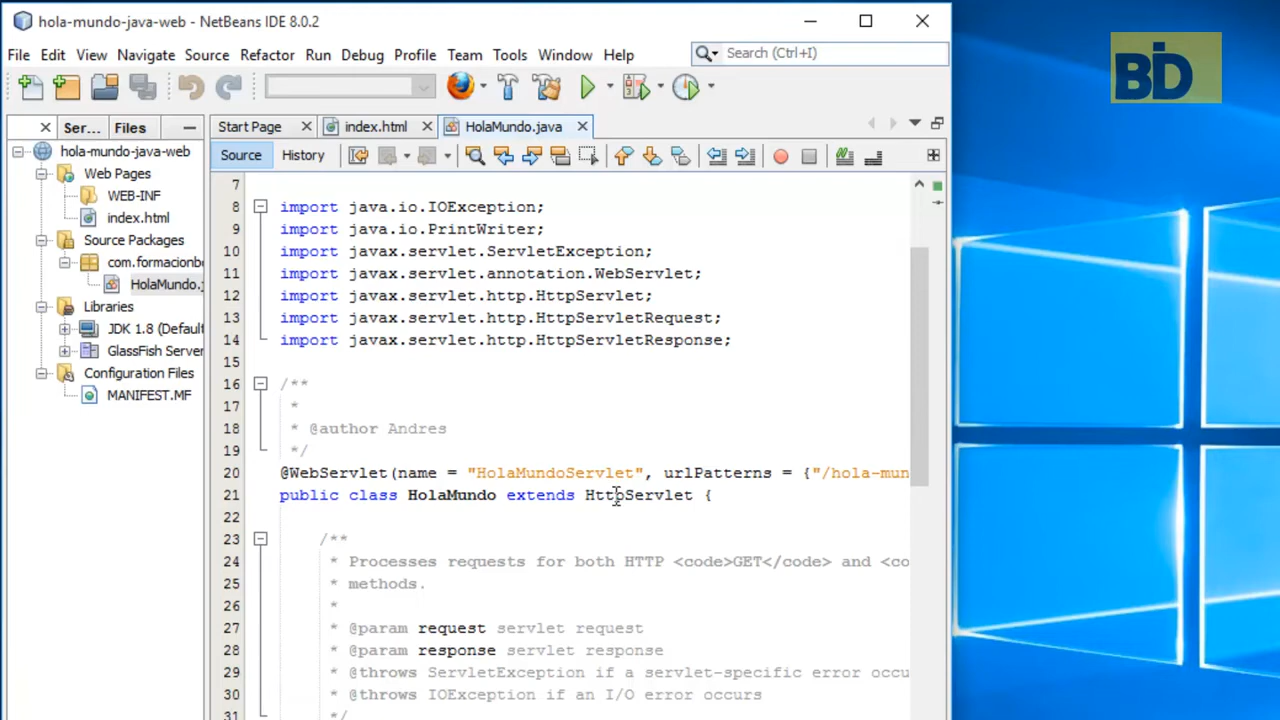 hola-mundo-java-web - NetBeans IDE 8.0.2
File Edit View Navigate Source Refactor Run Debug Profile Team Tools Window Help
Search (Ctrl+I)
BID
Ser... Files
Start Page index.html HolaMundo.java
Source History
hola-mundo-java-web
Web Pages
WEB-INF
index.html
Source Packages
com.formacionb
HolaMundo.j
Libraries
JDK 1.8 (Default
GlassFish Server
Configuration Files
MANIFEST.MF
7
8 import java.io.IOException;
9 import java.io.PrintWriter;
10 import javax.servlet.ServletException;
11 import javax.servlet.annotation.WebServlet;
12 import javax.servlet.http.HttpServlet;
13 import javax.servlet.http.HttpServletRequest;
14 import javax.servlet.http.HttpServletResponse;
15
16 /**
17 *
18 * @author Andres
19 */
20 @WebServlet(name = "HolaMundoServlet", urlPatterns = {"/hola-mun
21 public class HolaMundo extends HttpServlet {
22
23 /**
24 * Processes requests for both HTTP <code>GET</code> and <co
25 * methods.
26 *
27 * @param request servlet request
28 * @param response servlet response
29 * @throws ServletException if a servlet-specific error occu
30 * @throws IOException if an I/O error occurs
31 */